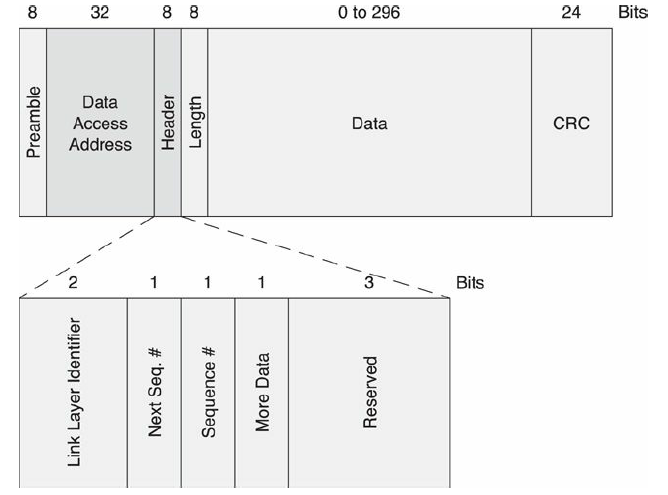 8 32 8 8 0 to 296 24 Bits
Preamble
Data
Access
Address
Header
Length
Data
CRC
2 1 1 1 3 Bits
Link Layer Identifier
Next Seq. #
Sequence #
More Data
Reserved